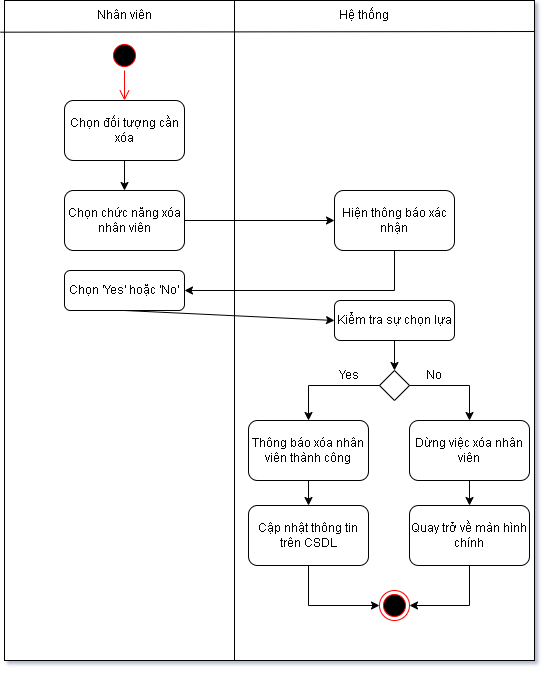 Nhân viên
Hệ thống
Chọn đối tượng cần
xóa
Chọn chức năng xóa
nhân viên
Hiện thông báo xác
nhận
Chọn 'Yes' hoặc 'No'
Kiểm tra sự chọn lựa
Yes
No
Thông báo xóa nhân
viên thành công
Dừng việc xóa nhân
viên
Cập nhật thông tin
trên CSDL
Quay trở về màn hình
chính